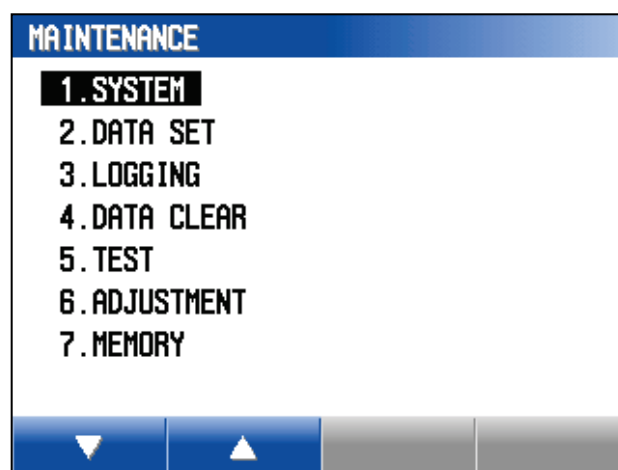 MAINTENANCE
1.SYSTEM
2.DATA SET
3.LOGGING
4.DATA CLEAR
5.TEST
6.ADJUSTMENT
7.MEMORY